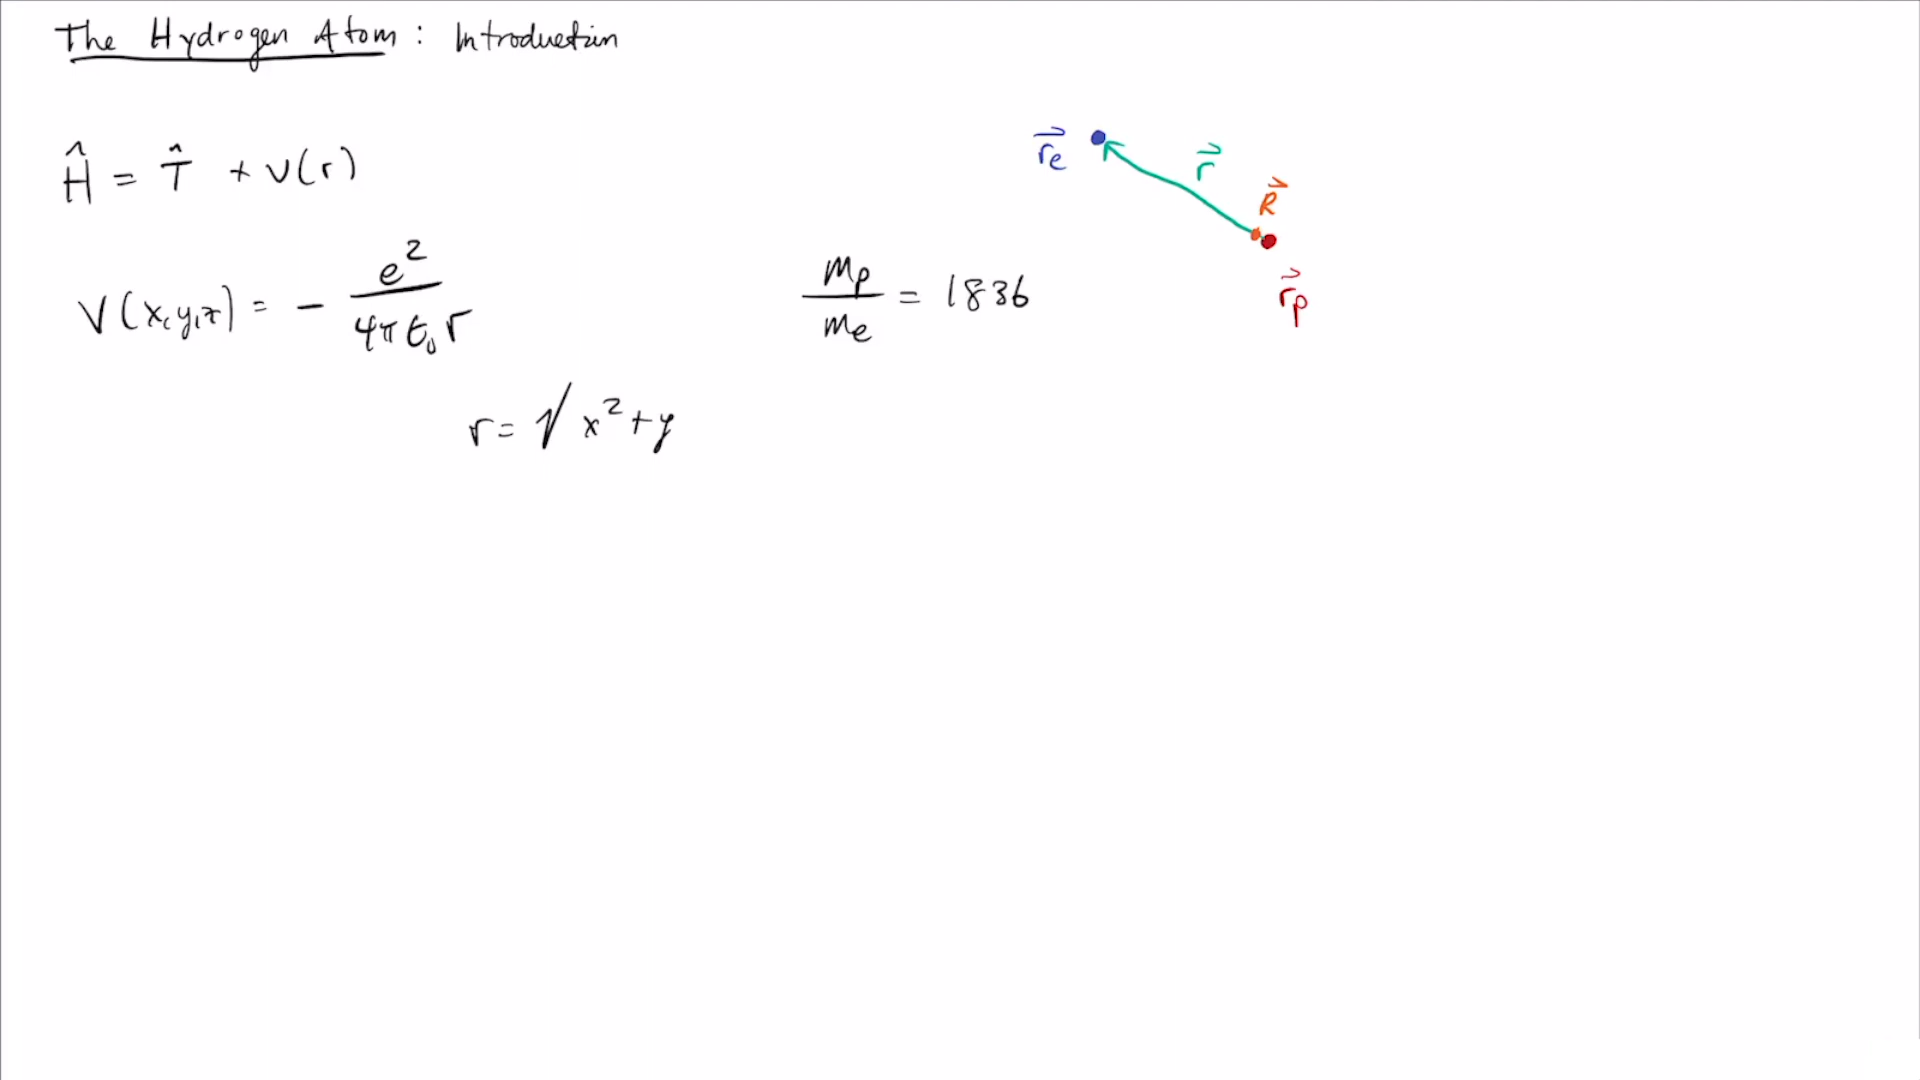 The Hydrogen Atom : Introduction
Ĥ = T̂ + V(r)
V(x,y,z) = - e² / 4πε₀r
r = √x² + y
mp / me = 1836
r⃗e
r⃗
R⃗
r⃗p